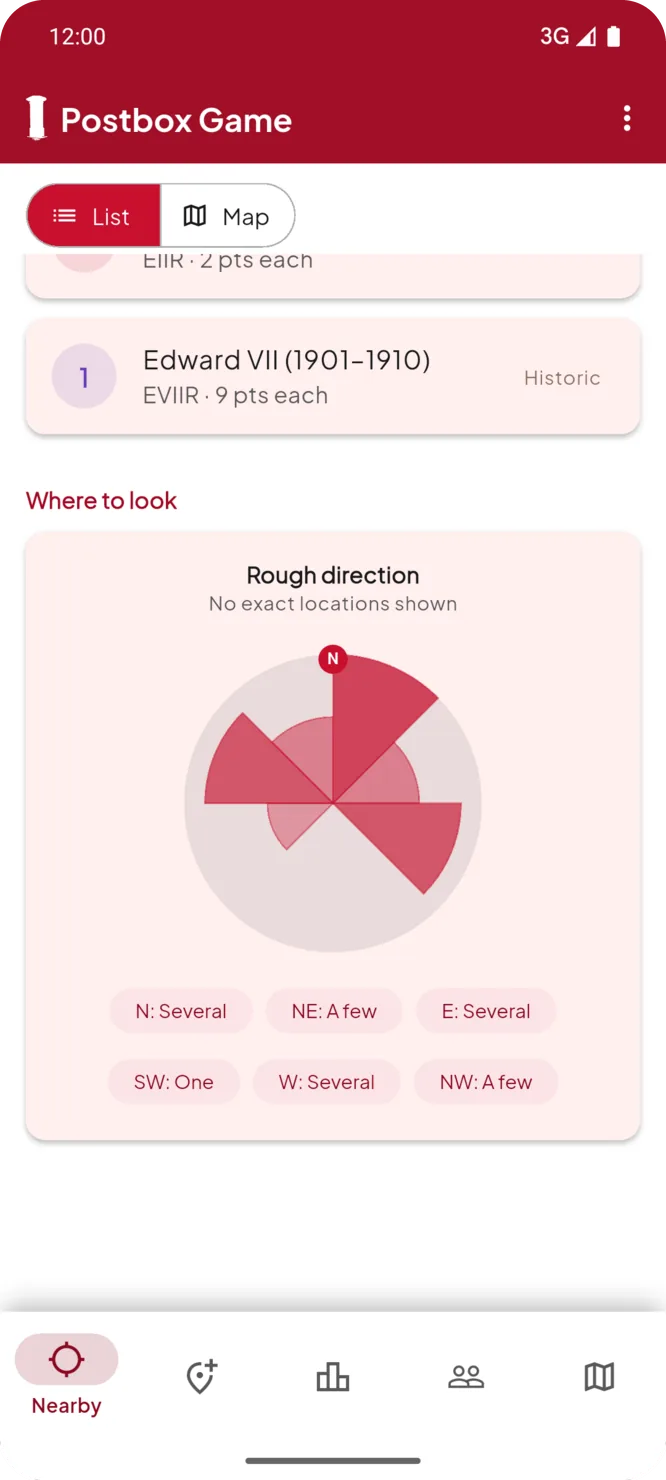 12:00
3G
Postbox Game
List
Map
EIIR · 2 pts each
1
Edward VII (1901–1910)
EVIIR · 9 pts each
Historic
Where to look
Rough direction
No exact locations shown
N
N: Several
NE: A few
E: Several
SW: One
W: Several
NW: A few
Nearby